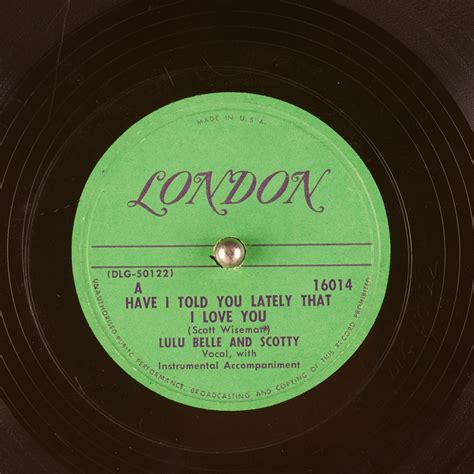 MADE IN U.S.A.
LONDON
(DLG-50122)
A 16014
HAVE I TOLD YOU LATELY THAT
I LOVE YOU
(Scott Wiseman)
LULU BELLE AND SCOTTY
Vocal, with
Instrumental Accompaniment
UNAUTHORISED PUBLIC PERFORMANCE, BROADCASTING AND COPYING OF THIS RECORD PROHIBITED